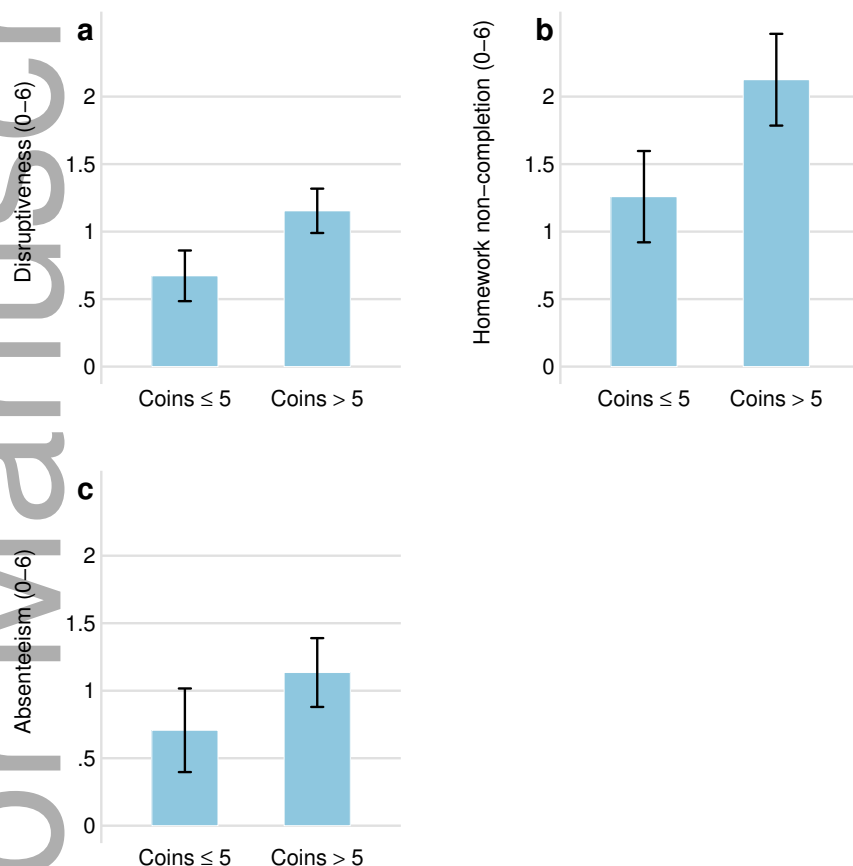 a
Disruptiveness (0–6)
2
1.5
1
.5
0
Coins ≤ 5
Coins > 5
b
Homework non–completion (0–6)
2
1.5
1
.5
0
Coins ≤ 5
Coins > 5
c
Absenteeism (0–6)
2
1.5
1
.5
0
Coins ≤ 5
Coins > 5